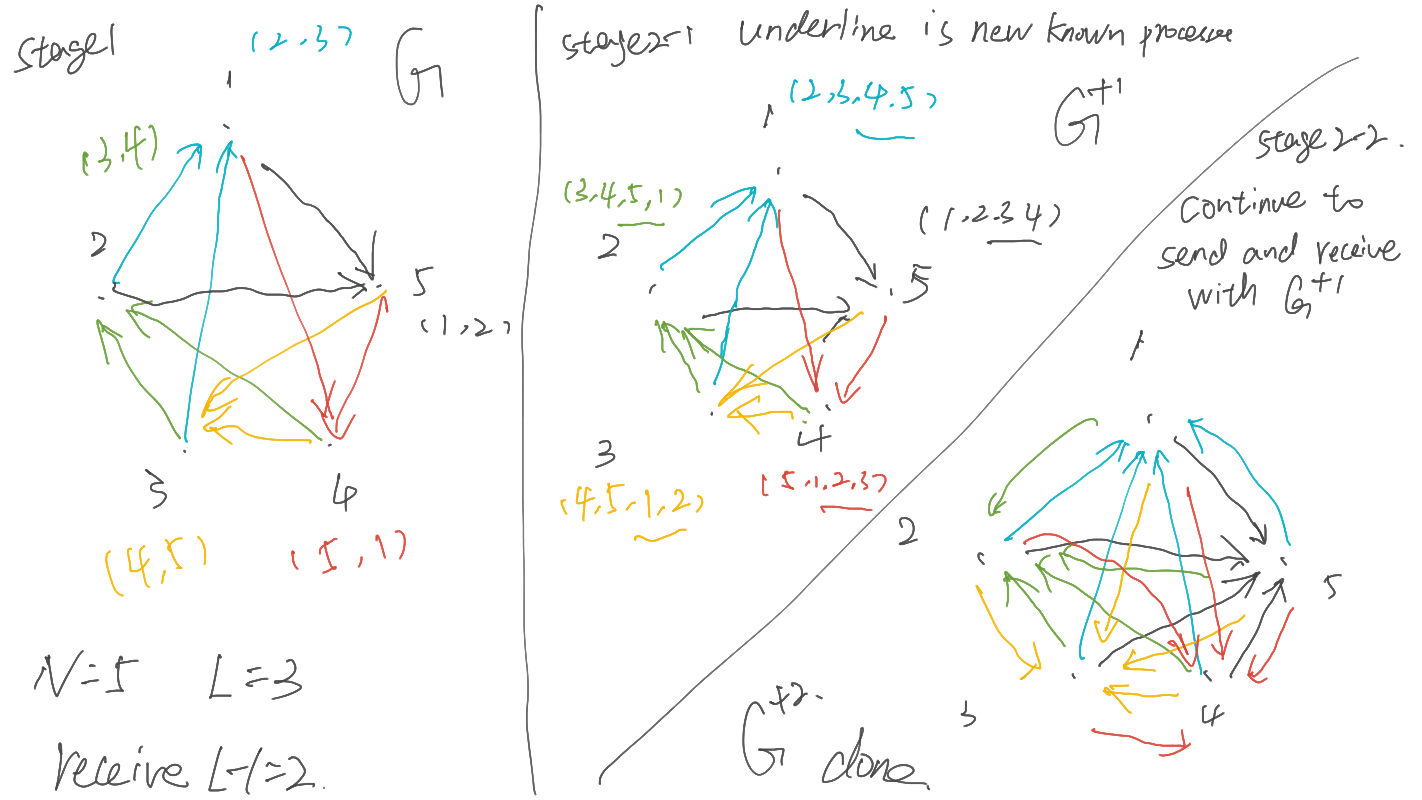 stage1
(2,3)
G
1
(3,4)
2
5
(1,2)
3
4
(4,5)
(5,1)
N=5 L=3
receive L-1=2.
stage2-1 underline is new known processe
(2,3,4.5)
G+1
1
(3,4,5,1)
2
(1,2.3 4)
5
3
4
(4,5,1,2)
(5,1,2,3)
stage2-2.
Continue to
send and receive
with G+1
1
2
5
3
4
G+2.
done